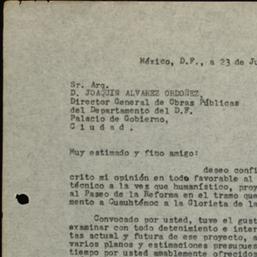 México, D.F., a 23 de Ju
Sr. Arq.
D. JOAQUIN ALVAREZ ORDOÑEZ,
Director General de Obras Públicas
del Departamento del D.F.
Palacio de Gobierno,
C i u d a d .
Muy estimado y fino amigo:
deseo confi
crito mi opinión en todo favorable al
técnico a la vez que humanístico, proy
al Paseo de la Reforma en el tramo que
mento a Cuauhtémoc a la Glorieta de la
Convocado por usted, tuve el gust
examinar con todo detenimiento e inter
tas actual y futura de ese proyecto, a
varios planos y estimaciones presupues
tiempo por usted amablemente ofrecidos